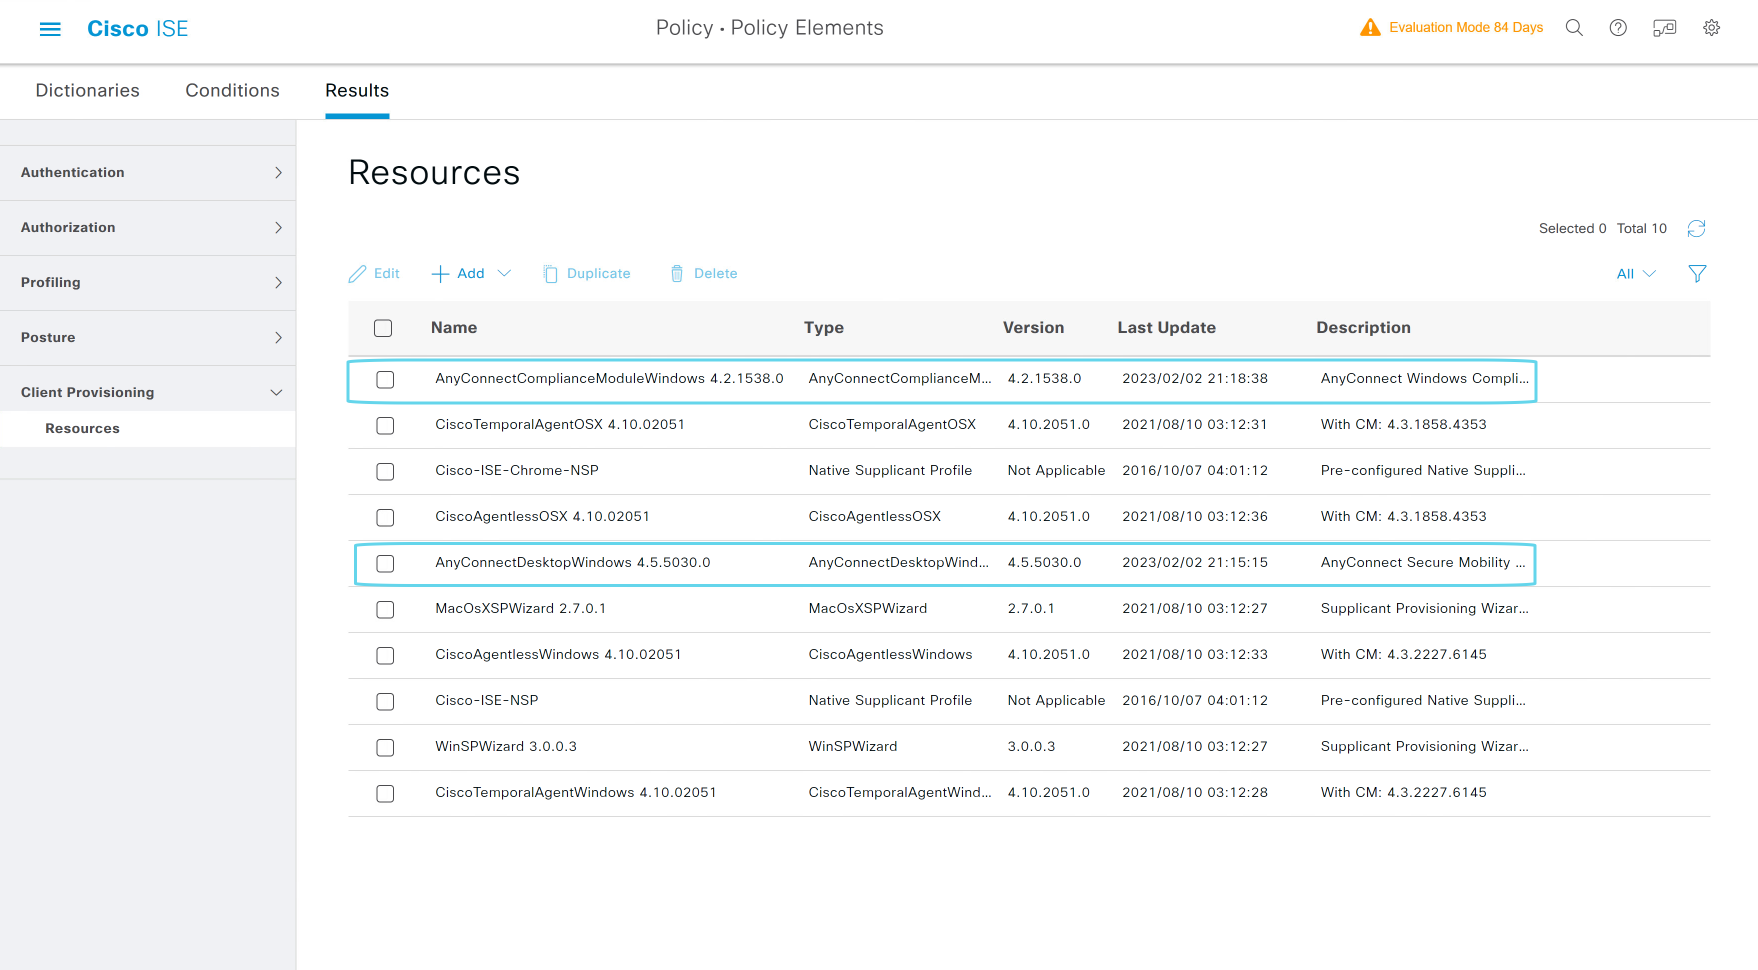 Cisco ISE
Policy • Policy Elements
Evaluation Mode 84 Days
Dictionaries Conditions Results
Authentication
Authorization
Profiling
Posture
Client Provisioning
Resources
Resources
Selected 0 Total 10
Edit Add Duplicate Delete All
Name Type Version Last Update Description
AnyConnectComplianceModuleWindows 4.2.1538.0 AnyConnectComplianceM... 4.2.1538.0 2023/02/02 21:18:38 AnyConnect Windows Compli...
CiscoTemporalAgentOSX 4.10.02051 CiscoTemporalAgentOSX 4.10.2051.0 2021/08/10 03:12:31 With CM: 4.3.1858.4353
Cisco-ISE-Chrome-NSP Native Supplicant Profile Not Applicable 2016/10/07 04:01:12 Pre-configured Native Suppli...
CiscoAgentlessOSX 4.10.02051 CiscoAgentlessOSX 4.10.2051.0 2021/08/10 03:12:36 With CM: 4.3.1858.4353
AnyConnectDesktopWindows 4.5.5030.0 AnyConnectDesktopWind... 4.5.5030.0 2023/02/02 21:15:15 AnyConnect Secure Mobility ...
MacOsXSPWizard 2.7.0.1 MacOsXSPWizard 2.7.0.1 2021/08/10 03:12:27 Supplicant Provisioning Wizar...
CiscoAgentlessWindows 4.10.02051 CiscoAgentlessWindows 4.10.2051.0 2021/08/10 03:12:33 With CM: 4.3.2227.6145
Cisco-ISE-NSP Native Supplicant Profile Not Applicable 2016/10/07 04:01:12 Pre-configured Native Suppli...
WinSPWizard 3.0.0.3 WinSPWizard 3.0.0.3 2021/08/10 03:12:27 Supplicant Provisioning Wizar...
CiscoTemporalAgentWindows 4.10.02051 CiscoTemporalAgentWind... 4.10.2051.0 2021/08/10 03:12:28 With CM: 4.3.2227.6145